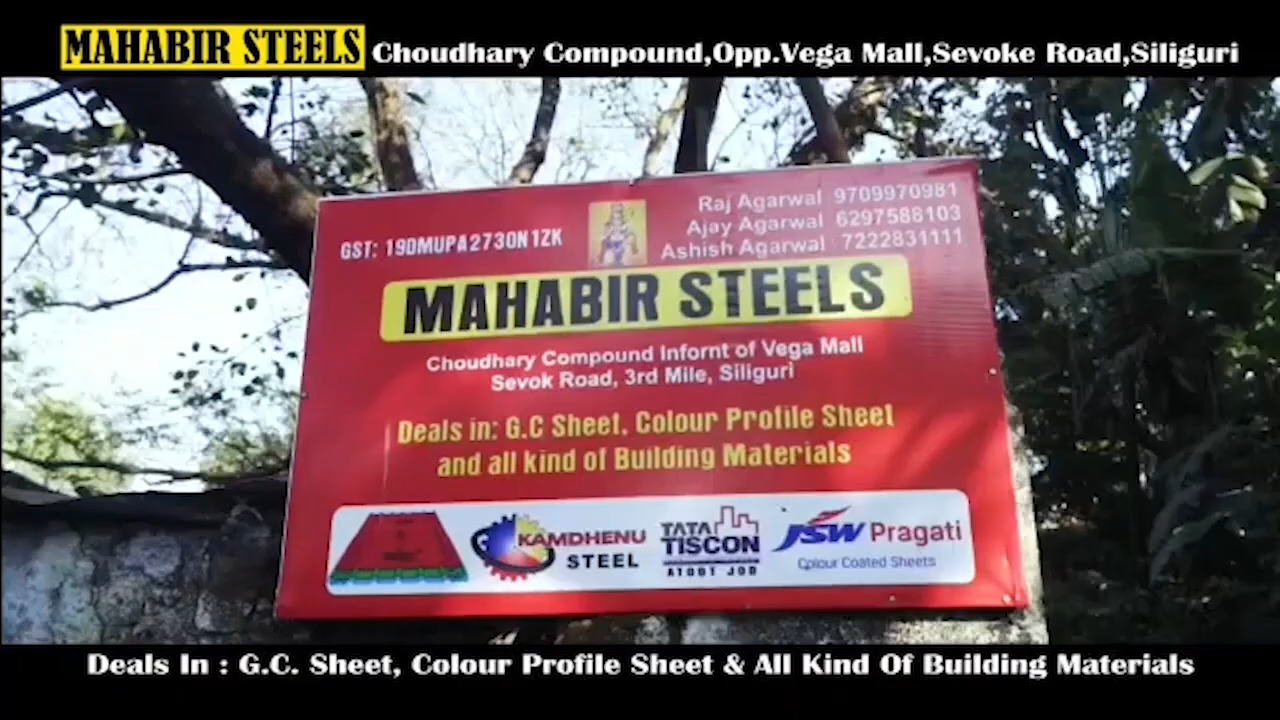 MAHABIR STEELS Choudhary Compound,Opp.Vega Mall,Sevoke Road,Siliguri
Raj Agarwal 9709970981
Ajay Agarwal 6297588103
Ashish Agarwal 7222831111
GST: 19DMUPA2730N1ZK
MAHABIR STEELS
Choudhary Compound Infornt of Vega Mall
Sevok Road, 3rd Mile, Siliguri
Deals in: G.C Sheet, Colour Profile Sheet
and all kind of Building Materials
KAMDHENU
STEEL
TATA
TISCON
ATOOT JOD
JSW Pragati
Colour Coated Sheets
Deals In : G.C. Sheet, Colour Profile Sheet & All Kind Of Building Materials